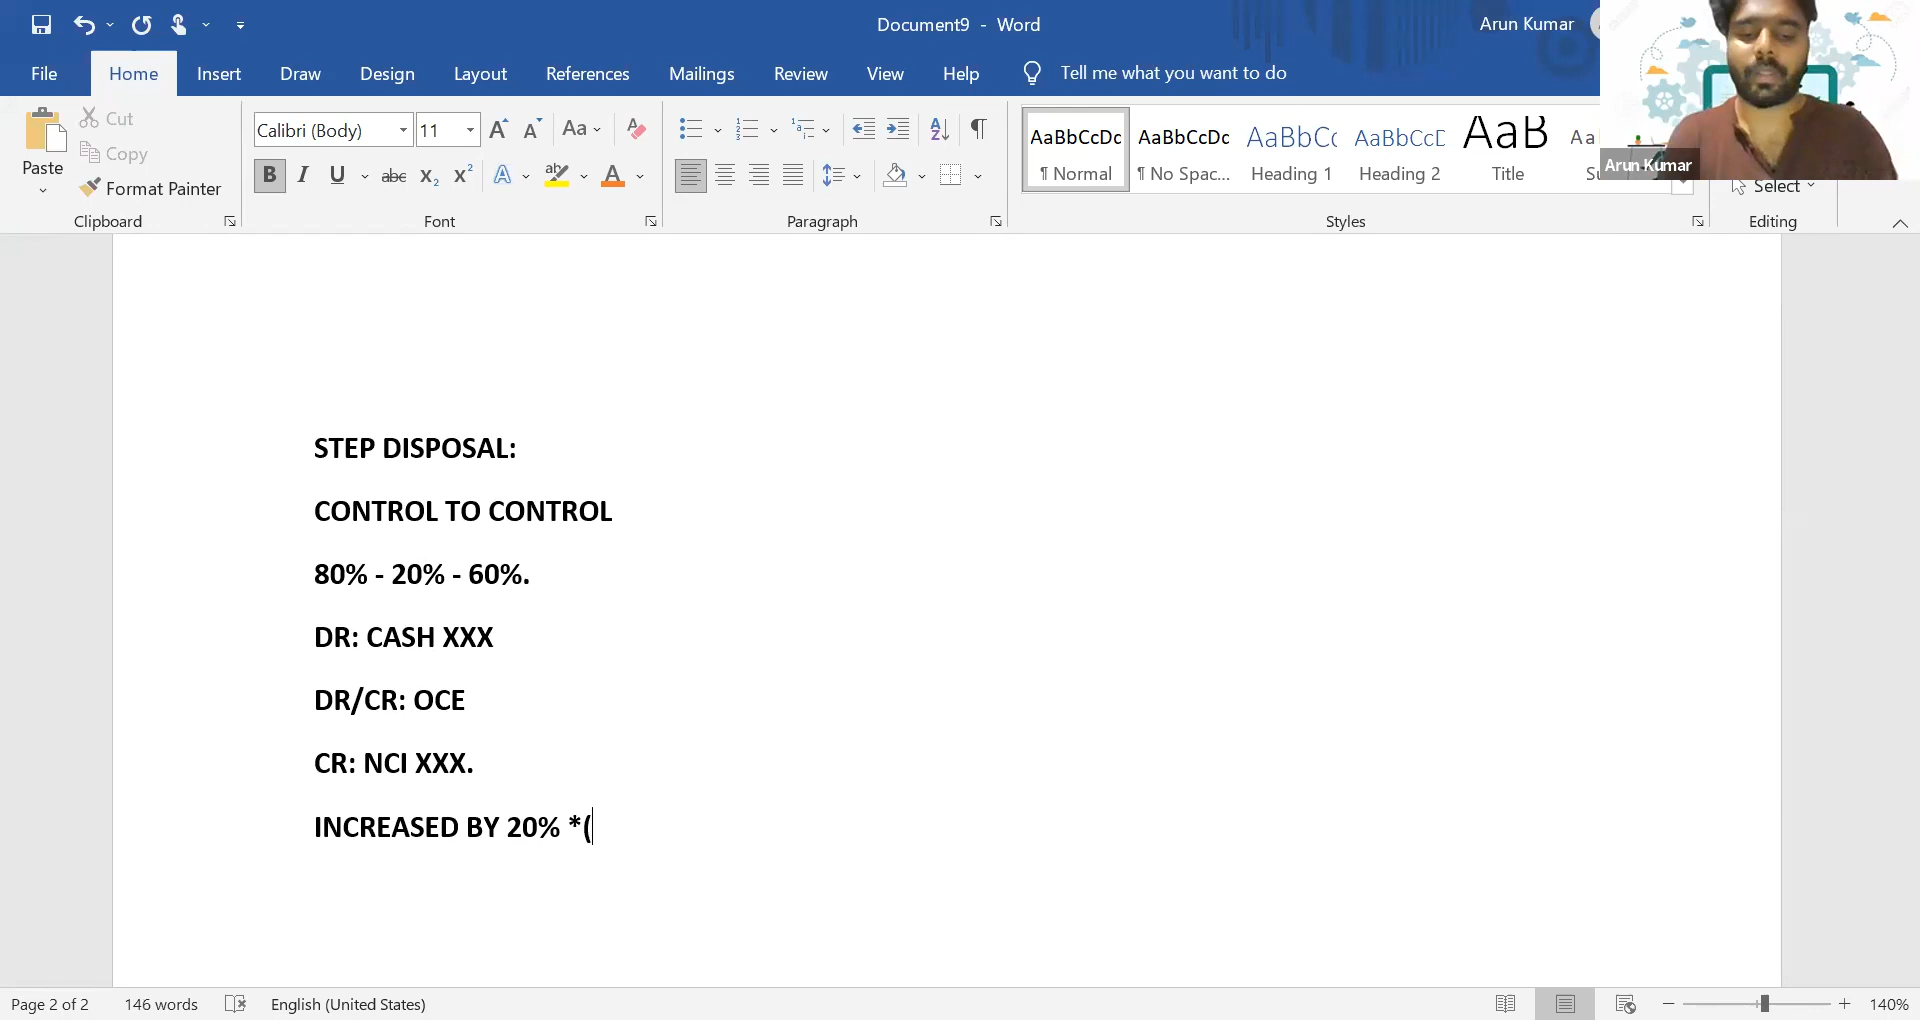 Document9 - Word
Arun Kumar
File Home Insert Draw Design Layout References Mailings Review View Help Tell me what you want to do
Paste
Cut
Copy
Format Painter
Clipboard
Calibri (Body) 11
Font
Paragraph
AaBbCcDc AaBbCcDc AaBbCc AaBbCcD AaB Aa
¶ Normal ¶ No Spac... Heading 1 Heading 2 Title
Styles
Select
Editing
Arun Kumar
STEP DISPOSAL:
CONTROL TO CONTROL
80% - 20% - 60%.
DR: CASH XXX
DR/CR: OCE
CR: NCI XXX.
INCREASED BY 20% *(
Page 2 of 2 146 words English (United States) 140%